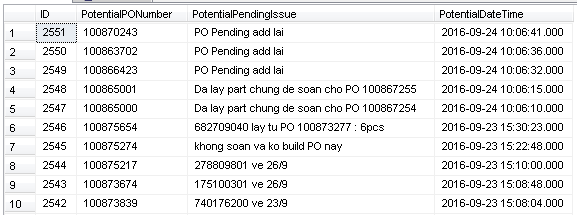 ID PotentialPONumber PotentialPendingIssue PotentialDateTime
1 2551 100870243 PO Pending add lai 2016-09-24 10:06:41.000
2 2550 100863702 PO Pending add lai 2016-09-24 10:06:36.000
3 2549 100866423 PO Pending add lai 2016-09-24 10:06:32.000
4 2548 100865001 Da lay part chung de soan cho PO 100867255 2016-09-24 10:06:15.000
5 2547 100865000 Da lay part chung de soan cho PO 100867254 2016-09-24 10:06:10.000
6 2546 100875654 682709040 lay tu PO 100873277 : 6pcs 2016-09-23 15:30:23.000
7 2545 100875274 khong soan va ko build PO nay 2016-09-23 15:22:48.000
8 2544 100875217 278809801 ve 26/9 2016-09-23 15:10:00.000
9 2543 100873674 175100301 ve 26/9 2016-09-23 15:08:48.000
10 2542 100873839 740176200 ve 23/9 2016-09-23 15:08:04.000